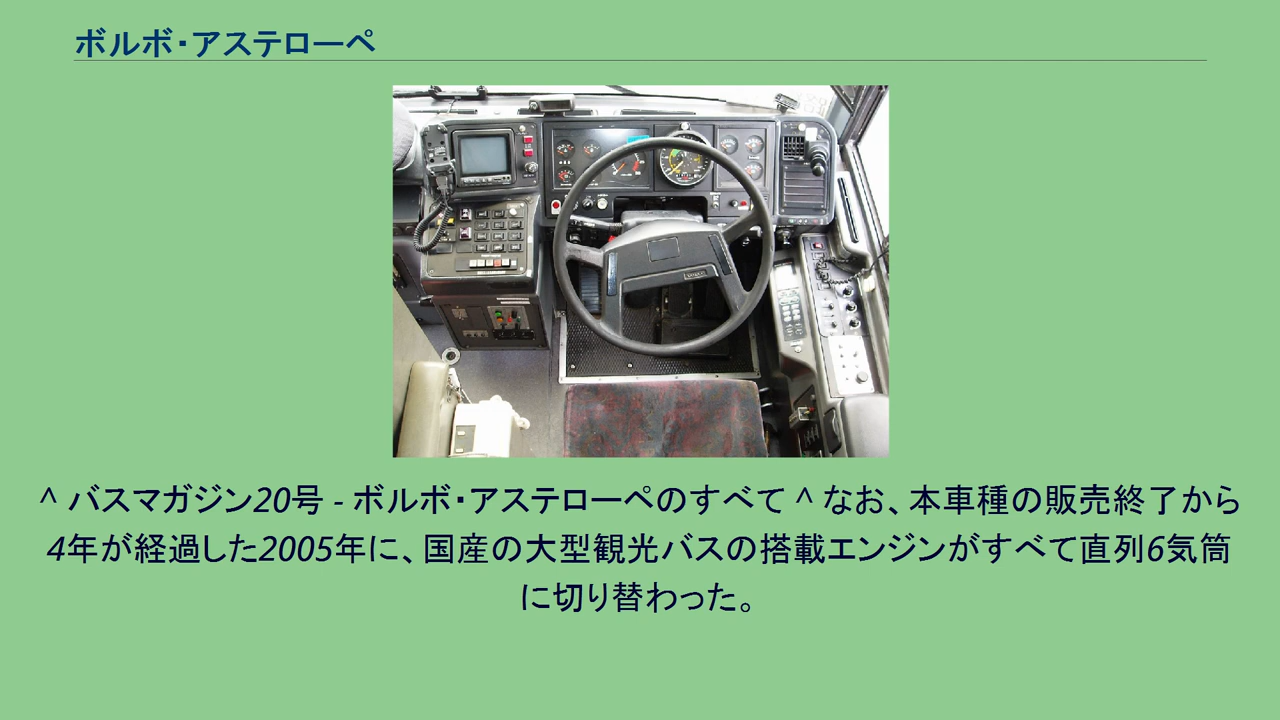 ボルボ・アステローペ
^ バスマガジン20号 - ボルボ・アステローペのすべて ^ なお、本車種の販売終了から
4年が経過した2005年に、国産の大型観光バスの搭載エンジンがすべて直列6気筒
に切り替わった。